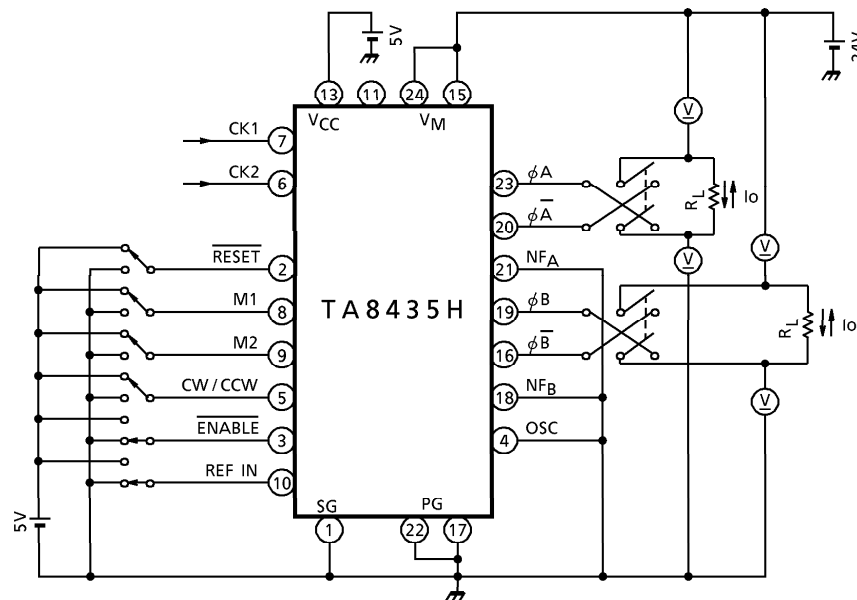 5V
24V
13 11 24 15
VCC VM
CK1 7
CK2 6
23 φA
20 φA̅
RL Io
R̅E̅S̅E̅T̅ 2
21 NFA
M1 8
TA8435H
19 φB
RL Io
M2 9
16 φB̅
CW / CCW 5
18 NFB
E̅N̅A̅B̅L̅E̅ 3
4 OSC
REF IN 10
SG PG
5V
1 22 17
V
V
V
V